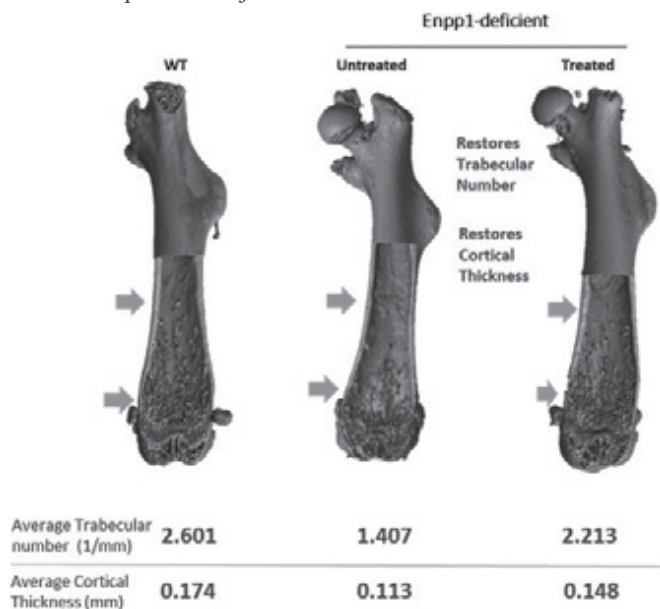 Enpp1-deficient
WT
Untreated
Treated
Restores
Trabecular
Number
Restores
Cortical
Thickness
Average Trabecular
number (1/mm)
2.601
1.407
2.213
Average Cortical
Thickness (mm)
0.174
0.113
0.148